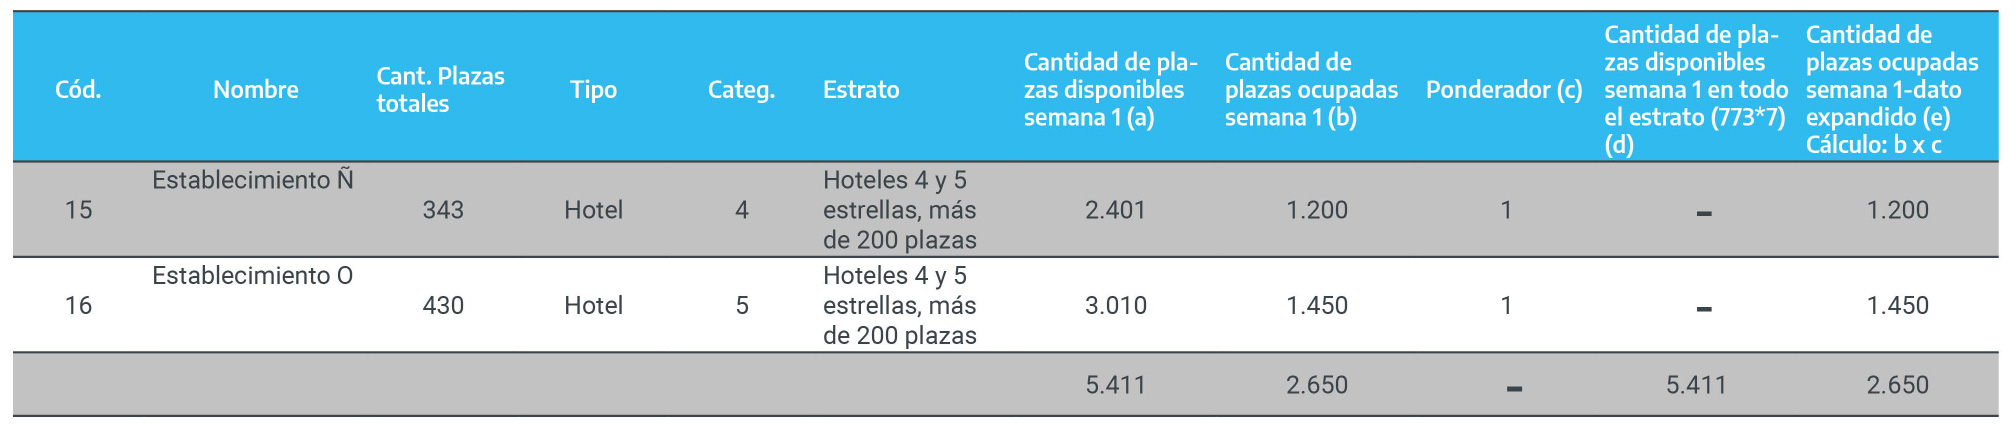 Cód.
Nombre
Cant. Plazas
totales
Tipo
Categ.
Estrato
Cantidad de pla-
zas disponibles
semana 1 (a)
Cantidad de
plazas ocupadas
semana 1 (b)
Ponderador (c)
Cantidad de pla-
zas disponibles
semana 1 en todo
el estrato (773*7)
(d)
Cantidad de
plazas ocupadas
semana 1-dato
expandido (e)
Cálculo: b x c
15
Establecimiento Ñ
343
Hotel
4
Hoteles 4 y 5
estrellas, más
de 200 plazas
2.401
1.200
1
-
1.200
16
Establecimiento O
430
Hotel
5
Hoteles 4 y 5
estrellas, más
de 200 plazas
3.010
1.450
1
-
1.450
5.411
2.650
-
5.411
2.650